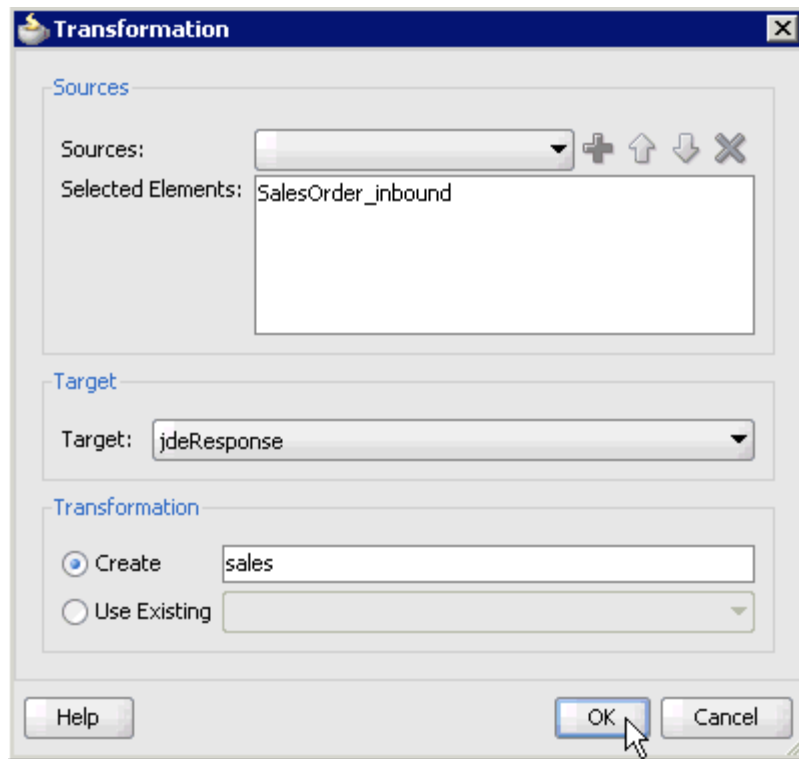 Transformation
Sources
Sources:
Selected Elements: SalesOrder_inbound
Target
Target: jdeResponse
Transformation
Create sales
Use Existing
Help OK Cancel